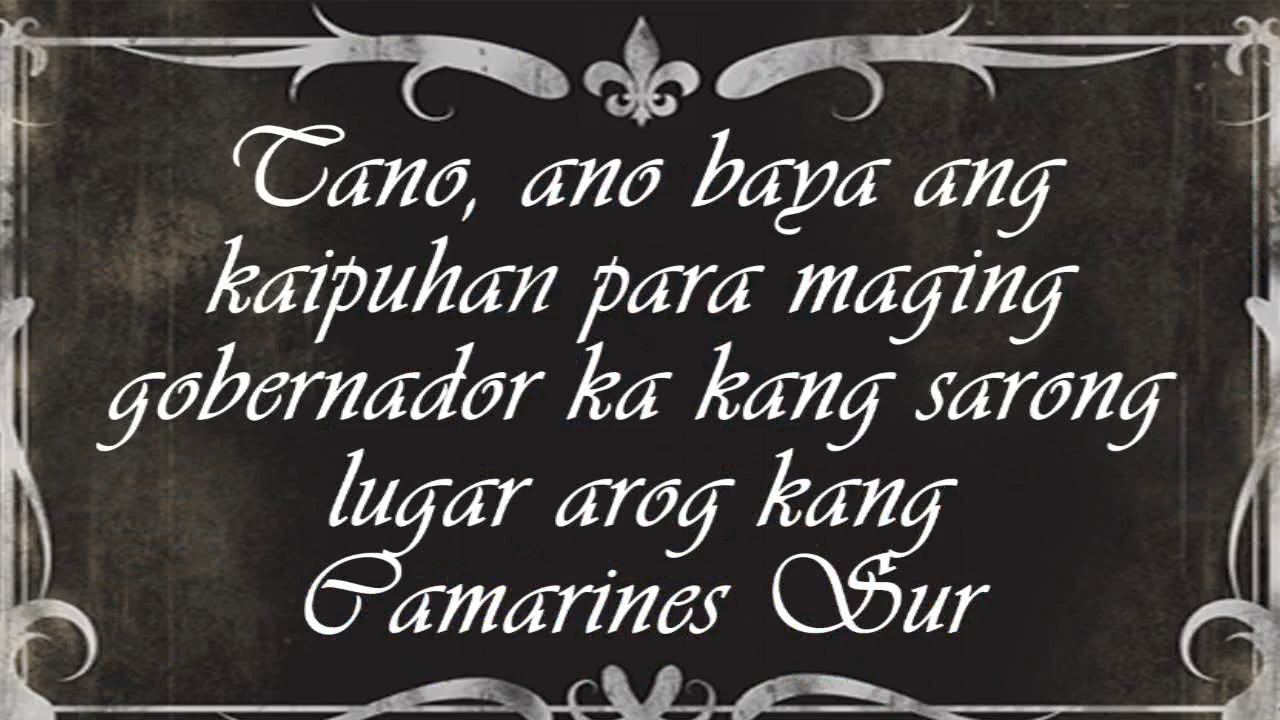 Tano, ano baya ang
kaipuhan para maging
gobernador ka kang sarong
lugar arog kang
Camarines Sur